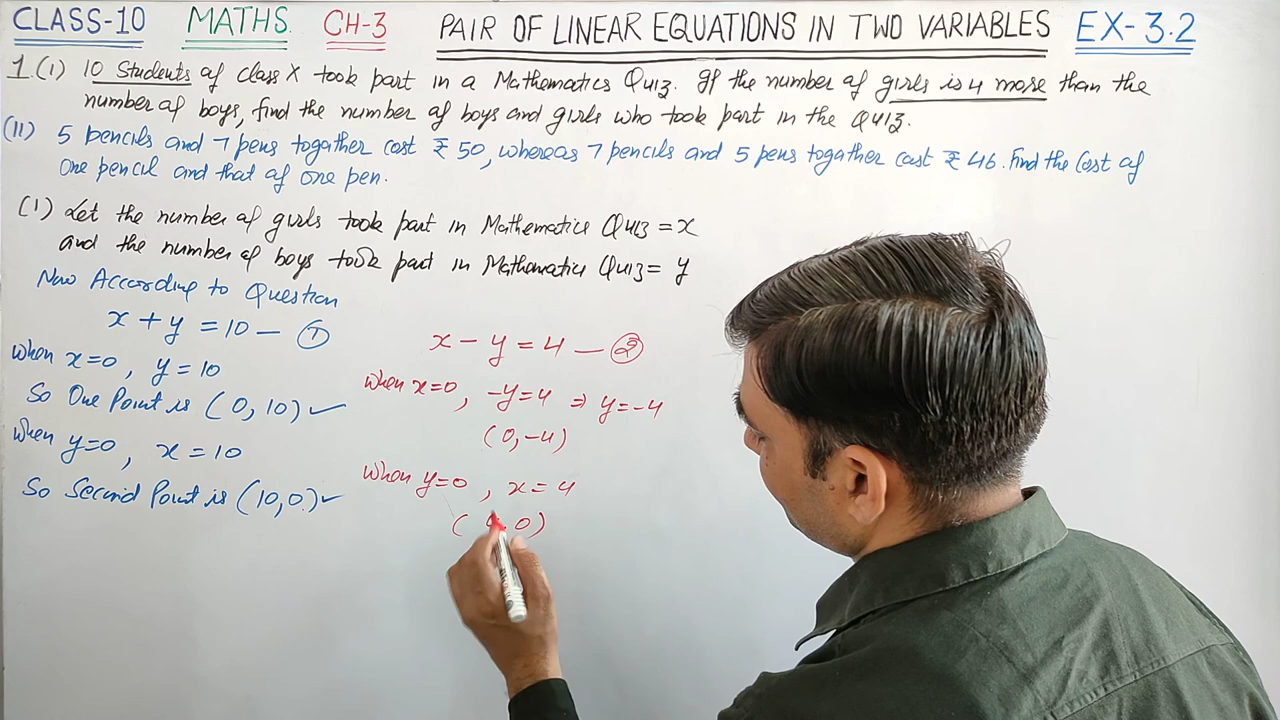 CLASS-10 MATHS. CH-3 PAIR OF LINEAR EQUATIONS IN TWO VARIABLES EX-3.2
1.(I) 10 Students of class X took part in a Mathematics Quiz. If the number of girls is 4 more than the
number of boys, find the number of boys and girls who took part in the Quiz.
(II) 5 pencils and 7 pens together cost ₹ 50, whereas 7 pencils and 5 pens together cost ₹ 46. Find the cost of
one pencil and that of one pen.
(I) Let the number of girls took part in Mathematics Quiz = x
and the number of boys took part in Mathematics Quiz = y
Now According to Question
x + y = 10 — ①
When x=0, y = 10
So One Point is (0, 10) ✓
When y=0, x = 10
So Second Point is (10, 0) ✓
x - y = 4 — ②
When x=0, -y=4 ⇒ y=-4
(0, -4)
When y=0, x = 4
( 0)